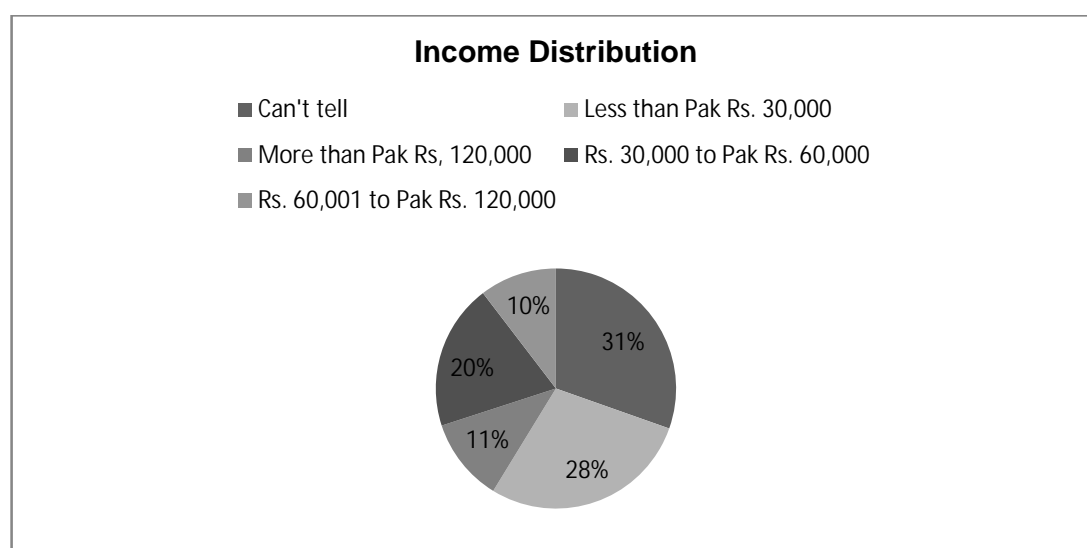 Income Distribution
Can't tell
Less than Pak Rs. 30,000
More than Pak Rs, 120,000
Rs. 30,000 to Pak Rs. 60,000
Rs. 60,001 to Pak Rs. 120,000
10%
31%
20%
11%
28%